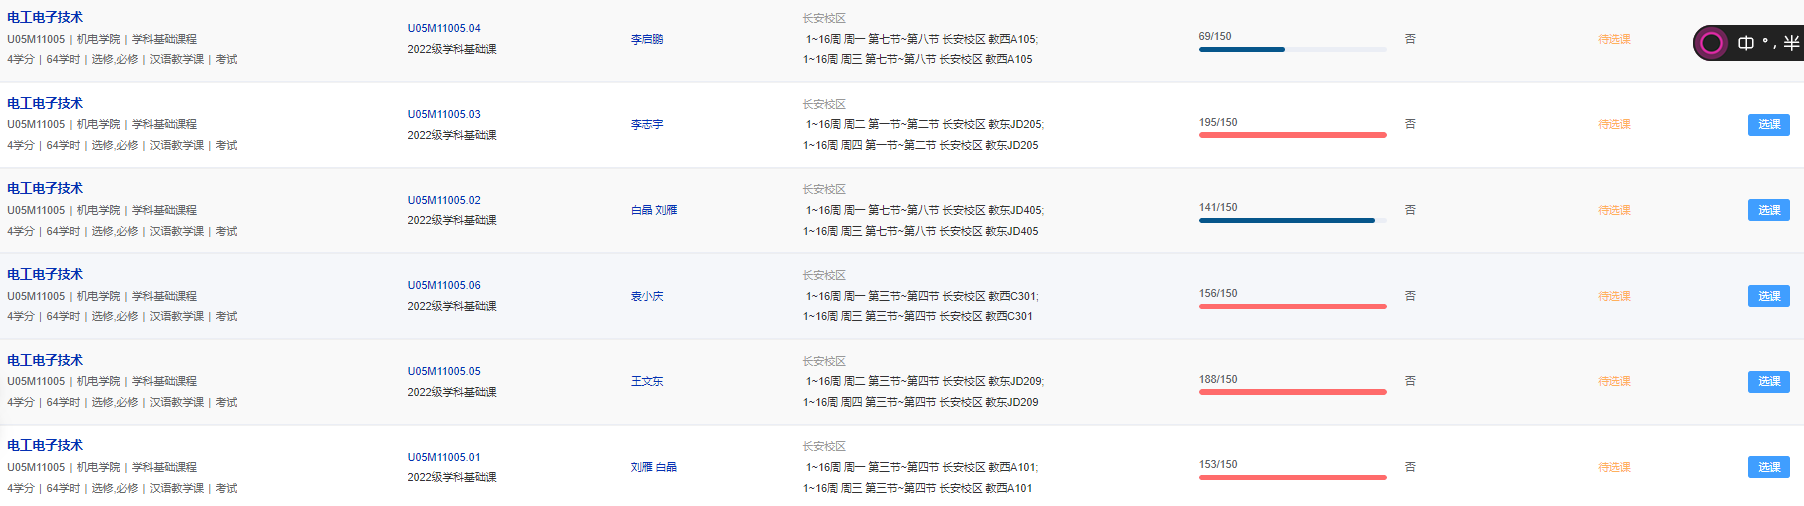 电工电子技术
U05M11005 | 机电学院 | 学科基础课程
4学分 | 64学时 | 选修,必修 | 汉语教学课 | 考试
U05M11005.04
2022级学科基础课
李启鹏
长安校区
1~16周 周一 第七节~第八节 长安校区 教西A105;
1~16周 周三 第七节~第八节 长安校区 教西A105
69/150
否
待选课
中 °, 半
电工电子技术
U05M11005 | 机电学院 | 学科基础课程
4学分 | 64学时 | 选修,必修 | 汉语教学课 | 考试
U05M11005.03
2022级学科基础课
李志宇
长安校区
1~16周 周二 第一节~第二节 长安校区 教东JD205;
1~16周 周四 第一节~第二节 长安校区 教东JD205
195/150
否
待选课
选课
电工电子技术
U05M11005 | 机电学院 | 学科基础课程
4学分 | 64学时 | 选修,必修 | 汉语教学课 | 考试
U05M11005.02
2022级学科基础课
白晶 刘雁
长安校区
1~16周 周一 第七节~第八节 长安校区 教东JD405;
1~16周 周三 第七节~第八节 长安校区 教东JD405
141/150
否
待选课
选课
电工电子技术
U05M11005 | 机电学院 | 学科基础课程
4学分 | 64学时 | 选修,必修 | 汉语教学课 | 考试
U05M11005.06
2022级学科基础课
袁小庆
长安校区
1~16周 周一 第三节~第四节 长安校区 教西C301;
1~16周 周三 第三节~第四节 长安校区 教西C301
156/150
否
待选课
选课
电工电子技术
U05M11005 | 机电学院 | 学科基础课程
4学分 | 64学时 | 选修,必修 | 汉语教学课 | 考试
U05M11005.05
2022级学科基础课
王文东
长安校区
1~16周 周二 第三节~第四节 长安校区 教东JD209;
1~16周 周四 第三节~第四节 长安校区 教东JD209
188/150
否
待选课
选课
电工电子技术
U05M11005 | 机电学院 | 学科基础课程
4学分 | 64学时 | 选修,必修 | 汉语教学课 | 考试
U05M11005.01
2022级学科基础课
刘雁 白晶
长安校区
1~16周 周一 第三节~第四节 长安校区 教西A101;
1~16周 周三 第三节~第四节 长安校区 教西A101
153/150
否
待选课
选课